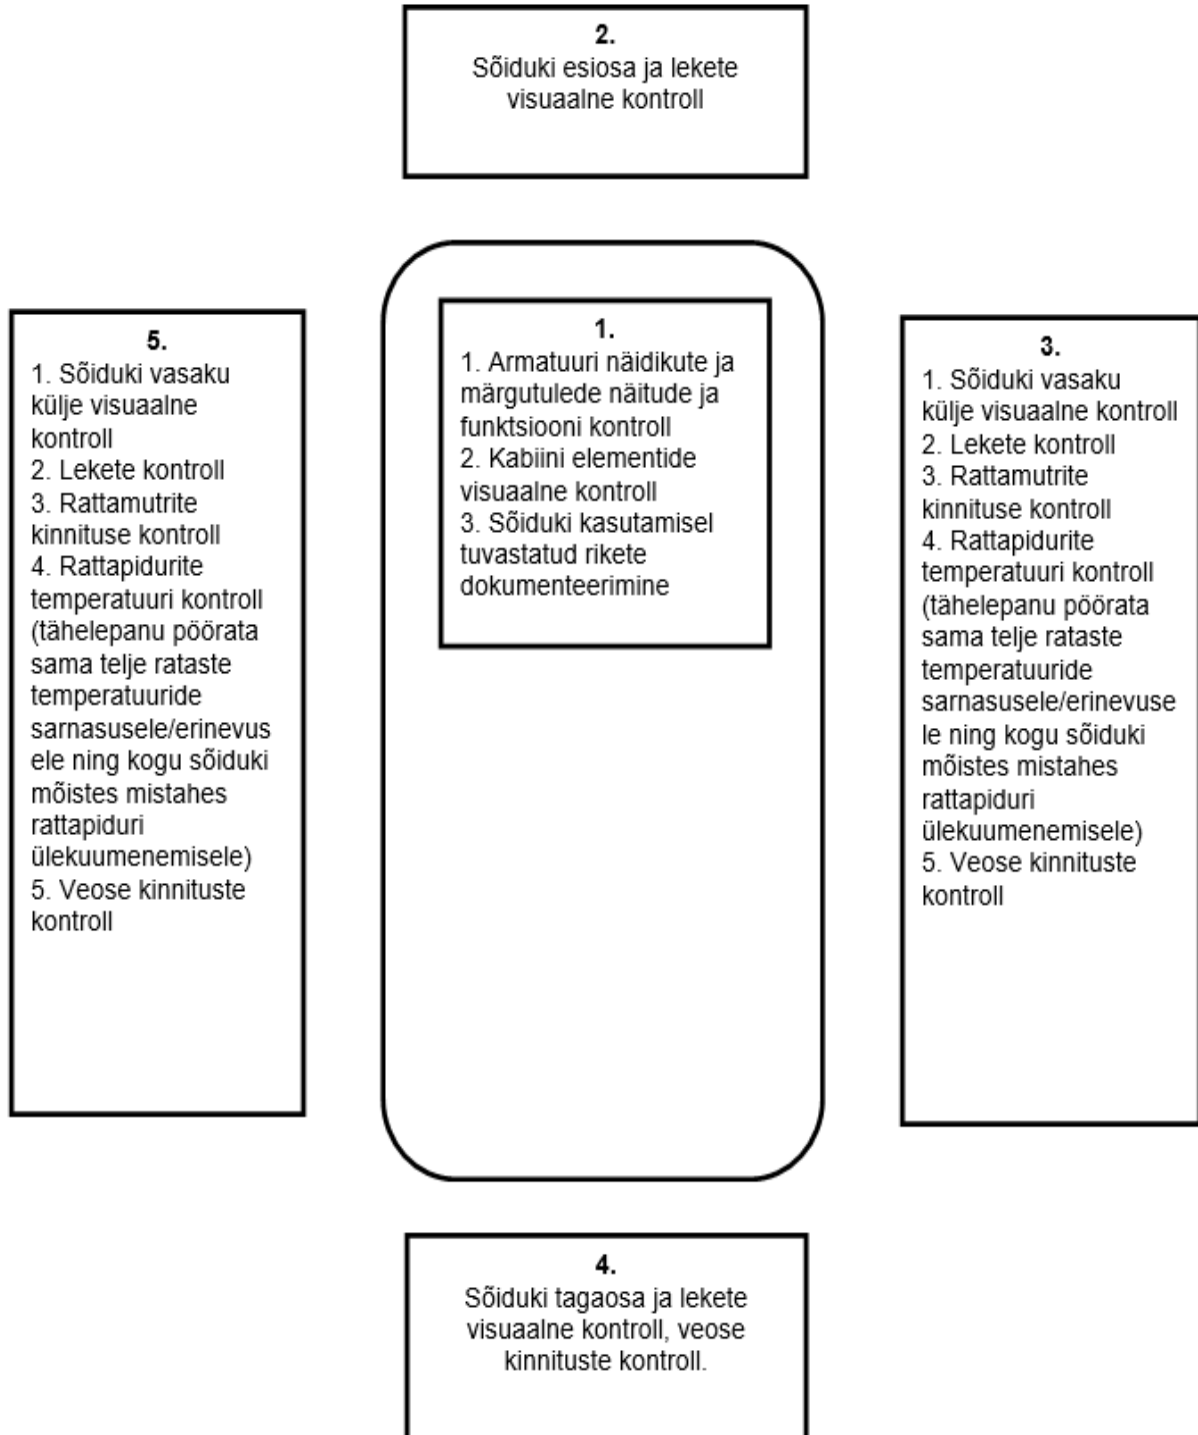 2.
Sõiduki esiosa ja lekete
visuaalne kontroll
1.
1. Armatuuri näidikute ja
märgutulede näitude ja
funktsiooni kontroll
2. Kabiini elementide
visuaalne kontroll
3. Sõiduki kasutamisel
tuvastatud rikete
dokumenteerimine
5.
1. Sõiduki vasaku
külje visuaalne
kontroll
2. Lekete kontroll
3. Rattamutrite
kinnituse kontroll
4. Rattapidurite
temperatuuri kontroll
(tähelepanu pöörata
sama telje rataste
temperatuuride
sarnasusele/erinevus
ele ning kogu sõiduki
mõistes mistahes
rattapiduri
ülekuumenemisele)
5. Veose kinnituste
kontroll
3.
1. Sõiduki vasaku
külje visuaalne kontroll
2. Lekete kontroll
3. Rattamutrite
kinnituse kontroll
4. Rattapidurite
temperatuuri kontroll
(tähelepanu pöörata
sama telje rataste
temperatuuride
sarnasusele/erinevuse
le ning kogu sõiduki
mõistes mistahes
rattapiduri
ülekuumenemisele)
5. Veose kinnituste
kontroll
4.
Sõiduki tagaosa ja lekete
visuaalne kontroll, veose
kinnituste kontroll.